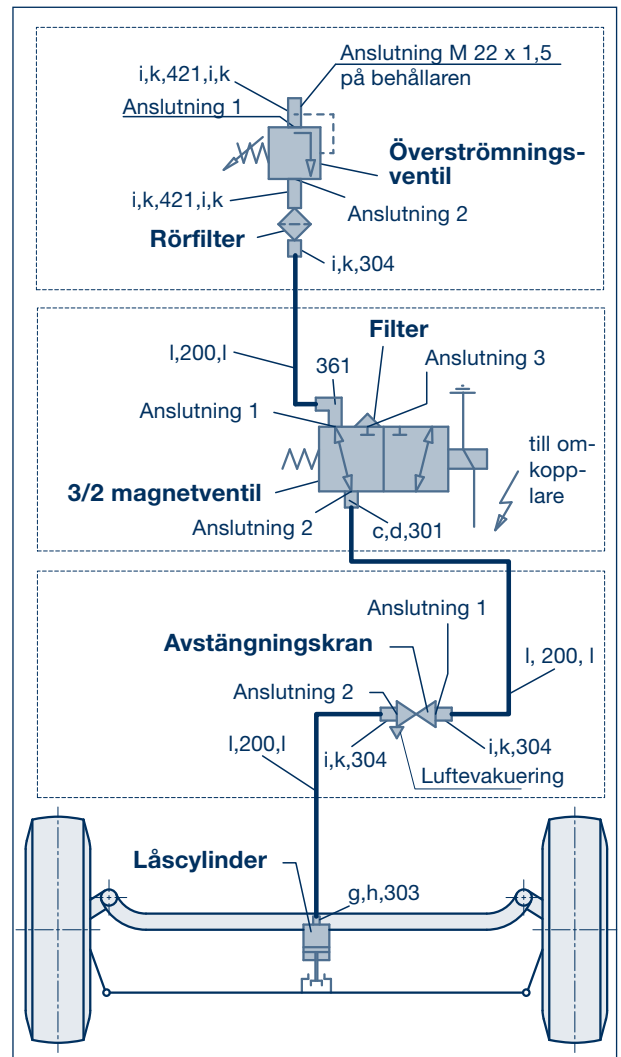 Anslutning M 22 x 1,5
på behållaren
i,k,421,i,k
Anslutning 1
Överströmnings-
ventil
i,k,421,i,k
Anslutning 2
Rörfilter
i,k,304
Filter
l,200,l
361
Anslutning 3
Anslutning 1
till om-
kopp-
lare
3/2 magnetventil
Anslutning 2
c,d,301
Anslutning 1
Avstängningskran
l, 200, l
Anslutning 2
l,200,l
i,k,304
i,k,304
Luftevakuering
Låscylinder
g,h,303